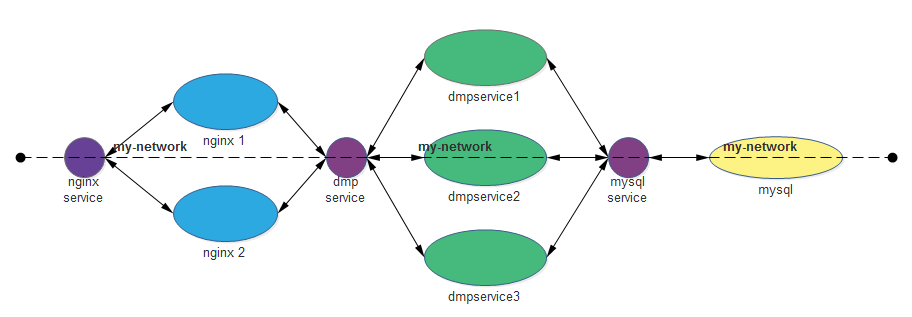 dmpservice1
nginx 1
my-network
my-network
my-network
nginx
service
dmp
service
dmpservice2
mysql
service
mysql
nginx 2
dmpservice3